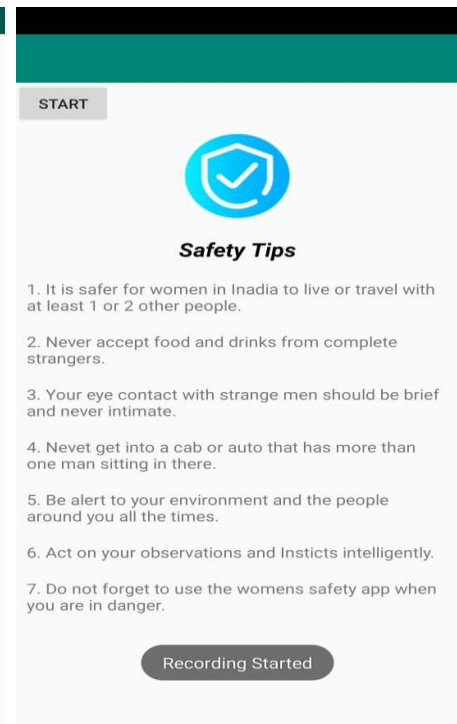 START
Safety Tips
1. It is safer for women in Inadia to live or travel with
at least 1 or 2 other people.
2. Never accept food and drinks from complete
strangers.
3. Your eye contact with strange men should be brief
and never intimate.
4. Nevet get into a cab or auto that has more than
one man sitting in there.
5. Be alert to your environment and the people
around you all the times.
6. Act on your observations and Insticts intelligently.
7. Do not forget to use the womens safety app when
you are in danger.
Recording Started